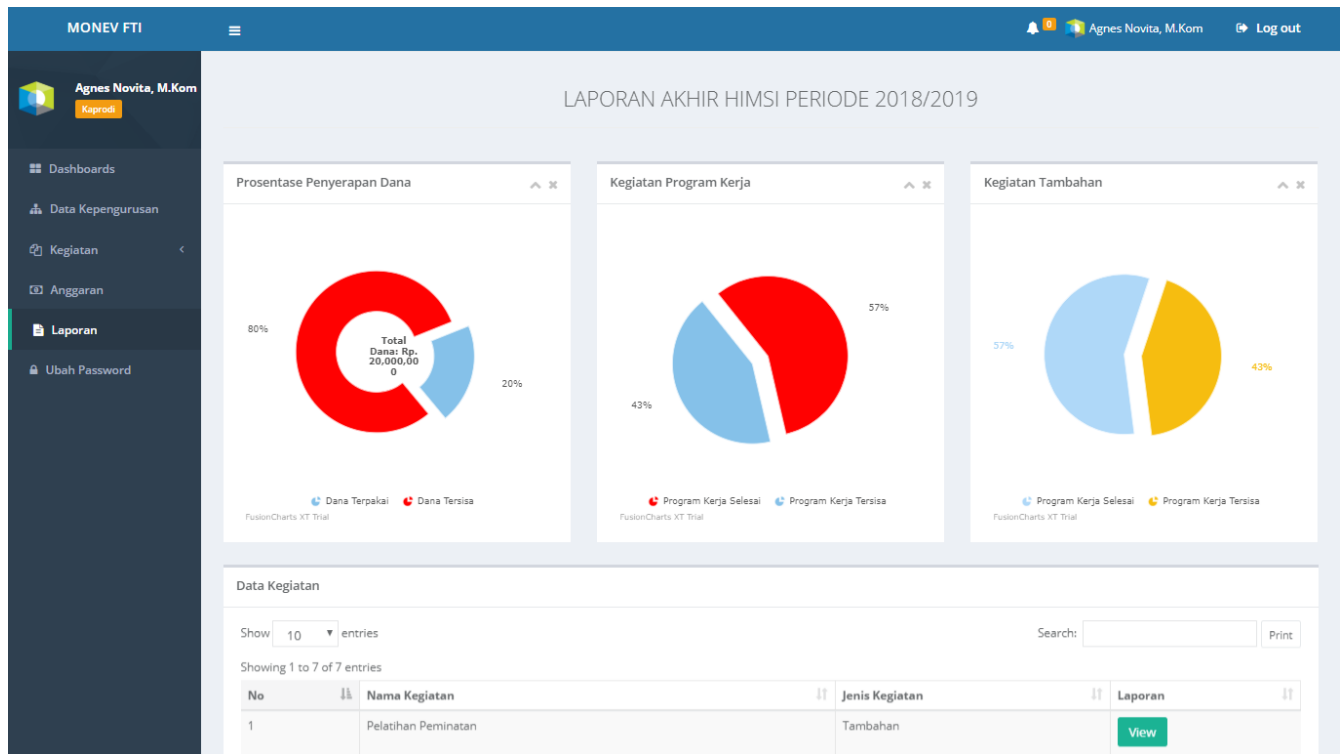 MONEV FTI
0
Agnes Novita, M.Kom
Log out
Agnes Novita, M.Kom
Kaprodi
Dashboards
Data Kepengurusan
Kegiatan
Anggaran
Laporan
Ubah Password
LAPORAN AKHIR HIMSI PERIODE 2018/2019
Prosentase Penyerapan Dana
80%
Total
Dana: Rp.
20,000,00
0
20%
Dana Terpakai Dana Tersisa
FusionCharts XT Trial
Kegiatan Program Kerja
57%
43%
Program Kerja Selesai Program Kerja Tersisa
FusionCharts XT Trial
Kegiatan Tambahan
57%
43%
Program Kerja Selesai Program Kerja Tersisa
FusionCharts XT Trial
Data Kegiatan
Show 10 entries
Search:
Print
Showing 1 to 7 of 7 entries
No Nama Kegiatan Jenis Kegiatan Laporan
1 Pelatihan Peminatan Tambahan View